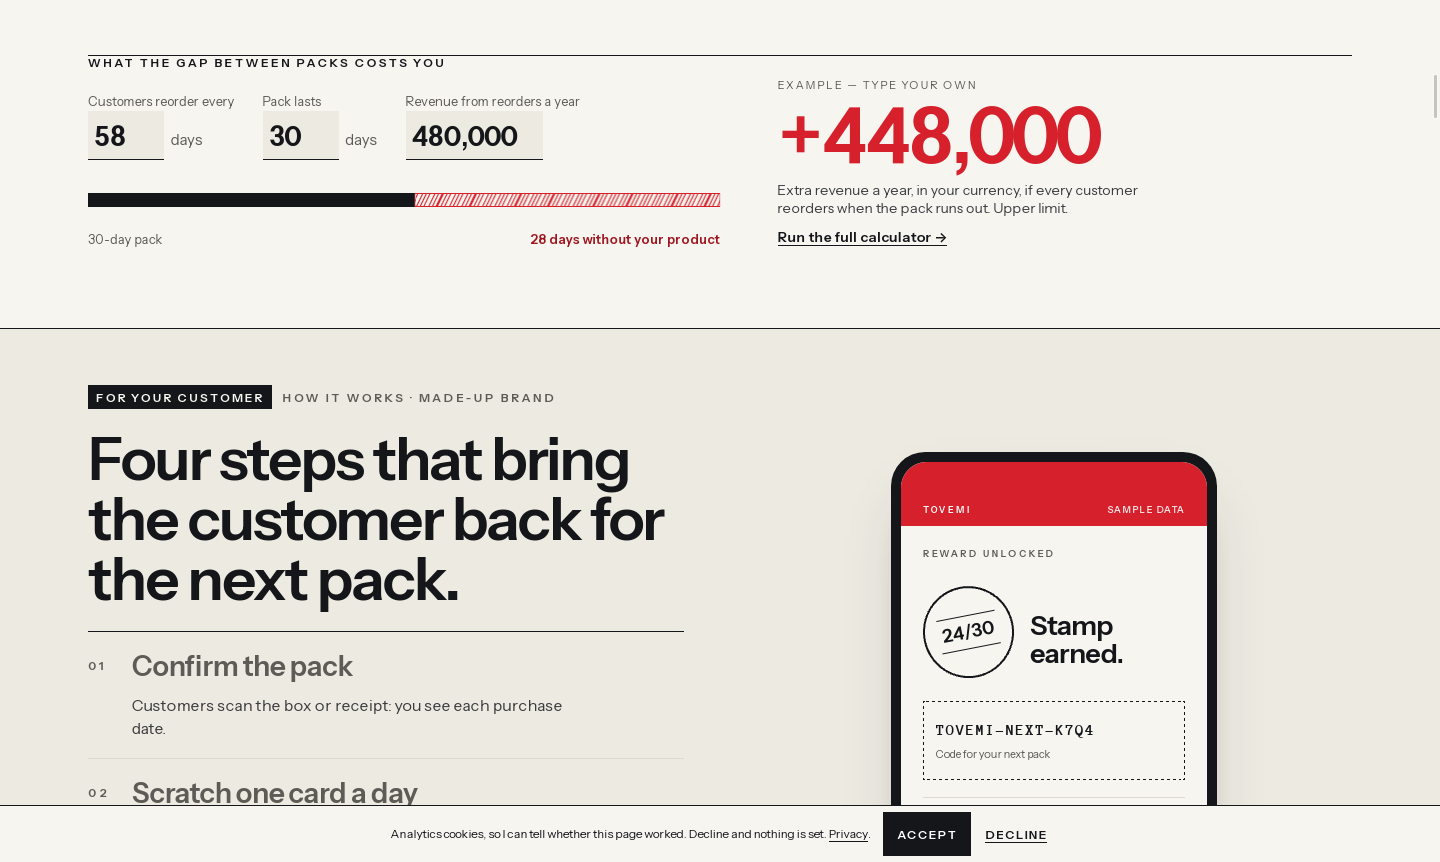 WHAT THE GAP BETWEEN PACKS COSTS YOU
Customers reorder every
58 days
Pack lasts
30 days
Revenue from reorders a year
480,000
30-day pack
28 days without your product
EXAMPLE — TYPE YOUR OWN
+448,000
Extra revenue a year, in your currency, if every customer
reorders when the pack runs out. Upper limit.
Run the full calculator →
FOR YOUR CUSTOMER HOW IT WORKS · MADE-UP BRAND
Four steps that bring
the customer back for
the next pack.
01 Confirm the pack
Customers scan the box or receipt: you see each purchase
date.
02 Scratch one card a day
TOVEMI SAMPLE DATA
REWARD UNLOCKED
24/30
Stamp
earned.
TOVEMI–NEXT–K7Q4
Code for your next pack
Analytics cookies, so I can tell whether this page worked. Decline and nothing is set. Privacy.
ACCEPT
DECLINE